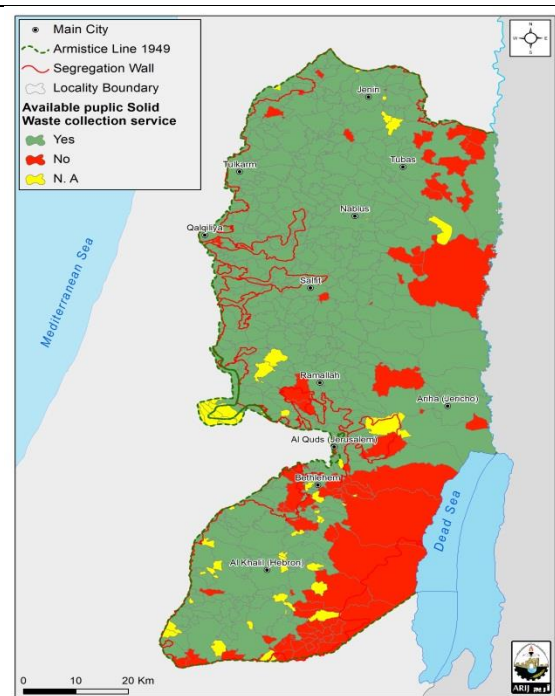 Main City
Armistice Line 1949
Segregation Wall
Locality Boundary
Available puplic Solid
Waste collection service
Yes
No
N. A
Jenin
Tubas
Tulkarm
Nablus
Qalqiliya
Salfit
Mediterranean Sea
Ramallah
Ariha (Jericho)
Al Quds (Jerusalem)
Bethlehem
Dead Sea
Al Khalil (Hebron)
0 10 20 Km
ARIJ أريج